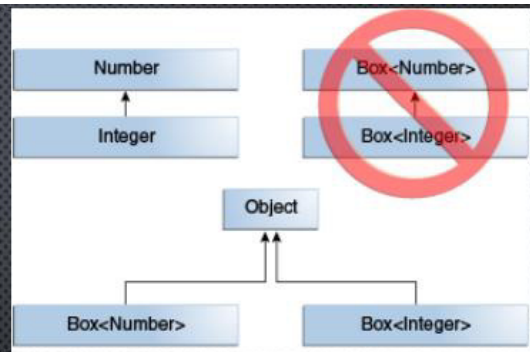 Number
Box<Number>
Integer
Box<Integer>
Object
Box<Number>
Box<Integer>